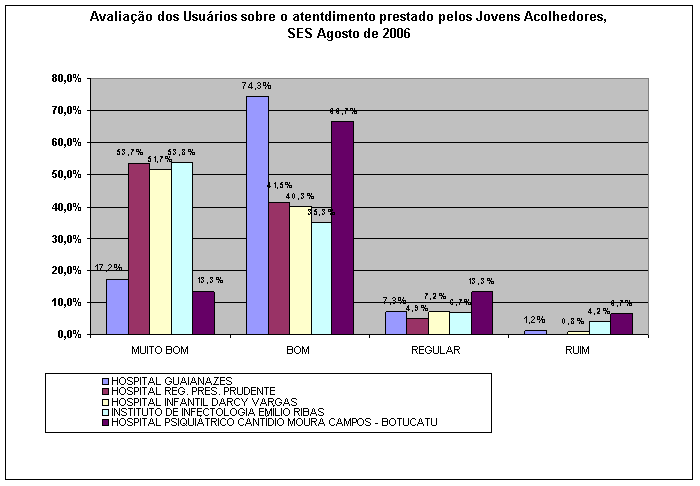 Avaliação dos Usuários sobre o atentdimento prestado pelos Jovens Acolhedores,
SES Agosto de 2006
80,0%
70,0%
60,0%
50,0%
40,0%
30,0%
20,0%
10,0%
0,0%
17,2%
53,7%
51,7%
53,8%
13,3%
74,3%
41,5%
40,3%
35,3%
66,7%
7,3%
4,9%
7,2%
6,7%
13,3%
1,2%
0,8%
4,2%
6,7%
MUITO BOM
BOM
REGULAR
RUIM
HOSPITAL GUAIANAZES
HOSPITAL REG. PRES. PRUDENTE
HOSPITAL INFANTIL DARCY VARGAS
INSTITUTO DE INFECTOLOGIA EMILIO RIBAS
HOSPITAL PSIQUIATRICO CANTIDIO MOURA CAMPOS - BOTUCATU